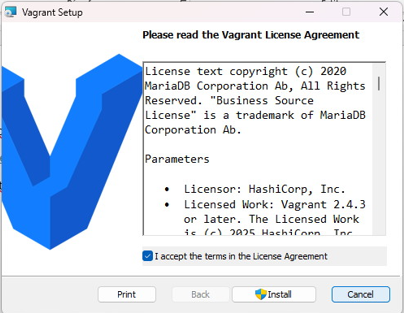 Vagrant Setup
Please read the Vagrant License Agreement
License text copyright (c) 2020
MariaDB Corporation Ab, All Rights
Reserved. "Business Source
License" is a trademark of MariaDB
Corporation Ab.
Parameters
• Licensor: HashiCorp, Inc.
• Licensed Work: Vagrant 2.4.3
or later. The Licensed Work
is (c) 2025 HashiCorp, Inc
I accept the terms in the License Agreement
Print
Back
Install
Cancel